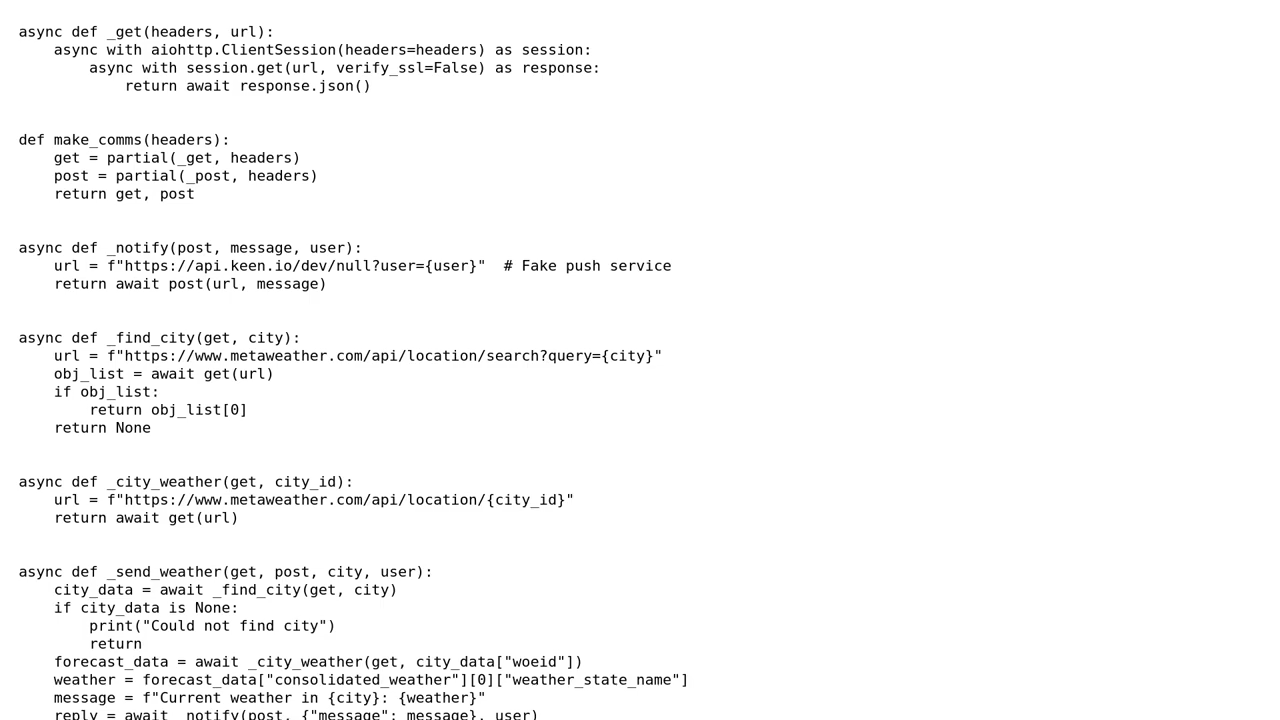 async def _get(headers, url):
    async with aiohttp.ClientSession(headers=headers) as session:
        async with session.get(url, verify_ssl=False) as response:
            return await response.json()
def make_comms(headers):
    get = partial(_get, headers)
    post = partial(_post, headers)
    return get, post
async def _notify(post, message, user):
    url = f"https://api.keen.io/dev/null?user={user}"  # Fake push service
    return await post(url, message)
async def _find_city(get, city):
    url = f"https://www.metaweather.com/api/location/search?query={city}"
    obj_list = await get(url)
    if obj_list:
        return obj_list[0]
    return None
async def _city_weather(get, city_id):
    url = f"https://www.metaweather.com/api/location/{city_id}"
    return await get(url)
async def _send_weather(get, post, city, user):
    city_data = await _find_city(get, city)
    if city_data is None:
        print("Could not find city")
        return
    forecast_data = await _city_weather(get, city_data["woeid"])
    weather = forecast_data["consolidated_weather"][0]["weather_state_name"]
    message = f"Current weather in {city}: {weather}"
    reply = await _notify(post, {"message": message}, user)